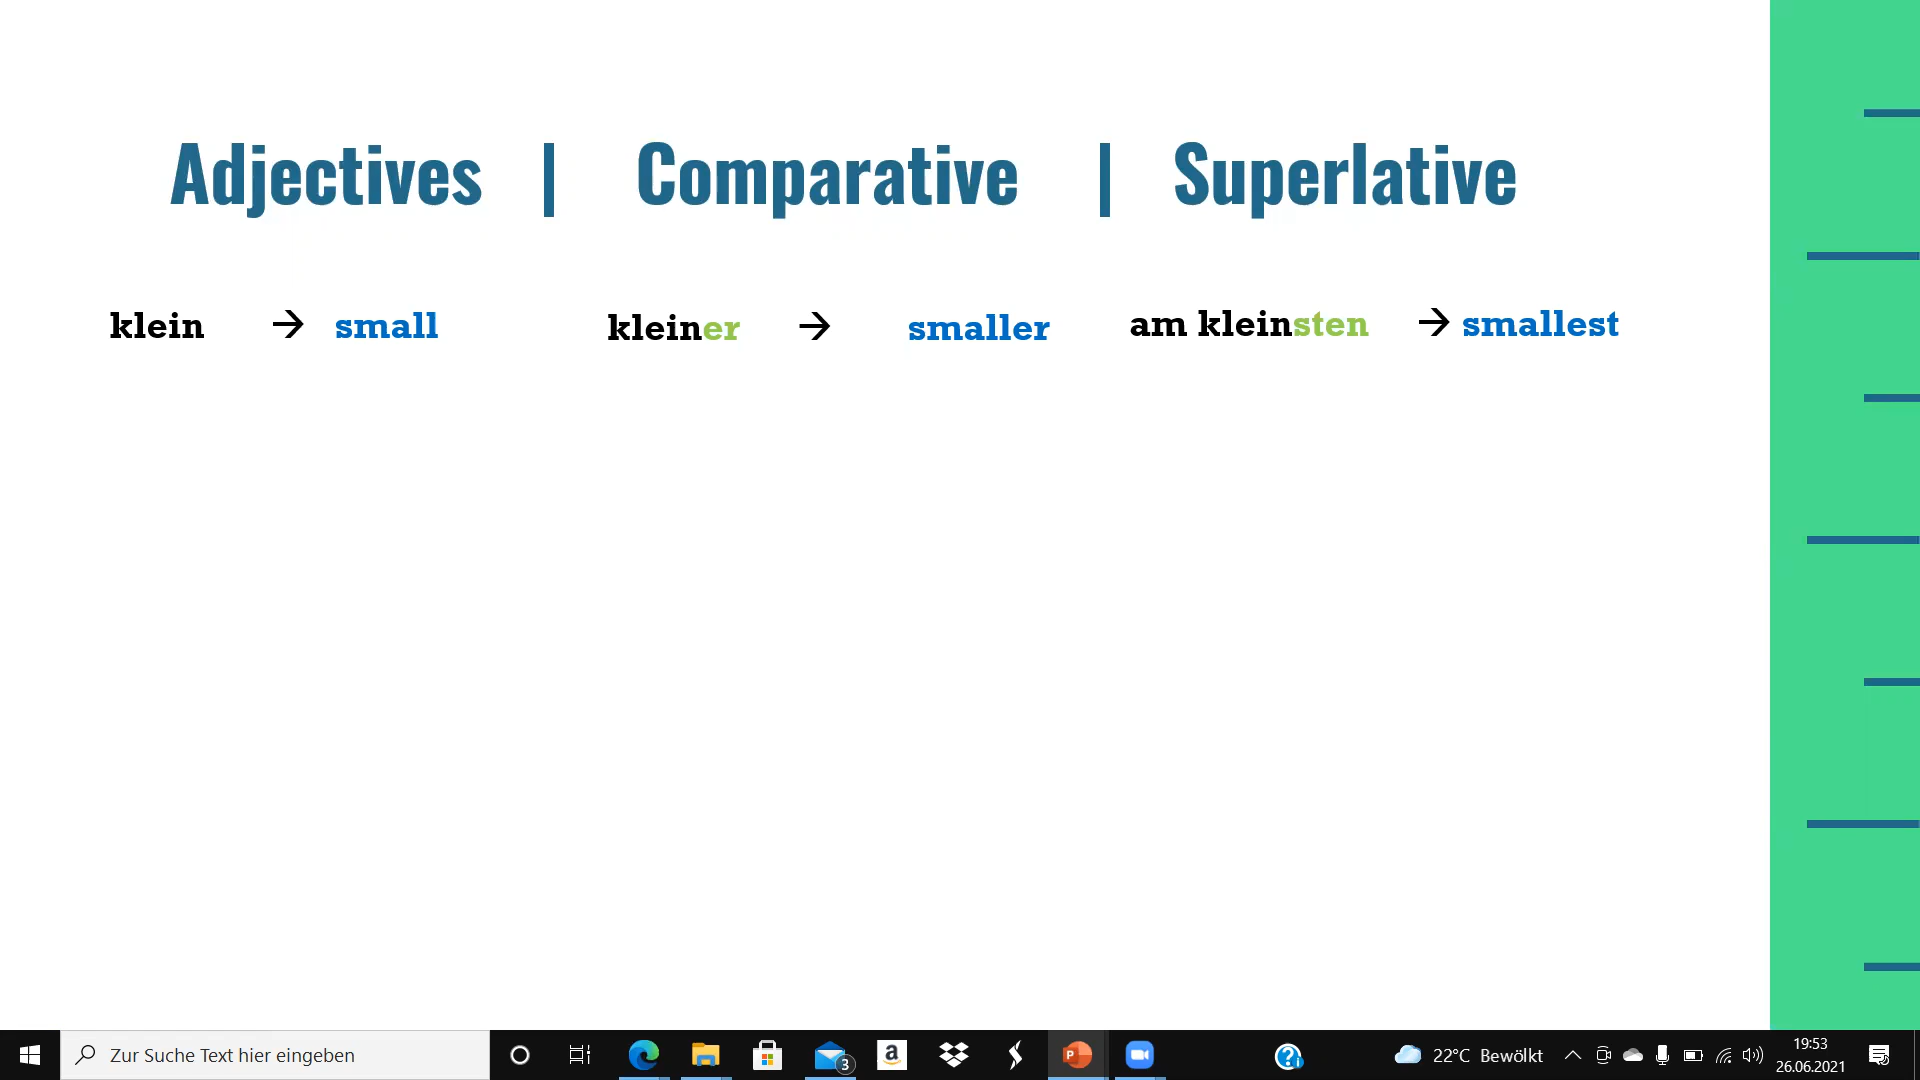 Adjectives | Comparative | Superlative
klein → small kleiner → smaller am kleinsten → smallest
Zur Suche Text hier eingeben 3 22°C Bewölkt 19:53
26.06.2021